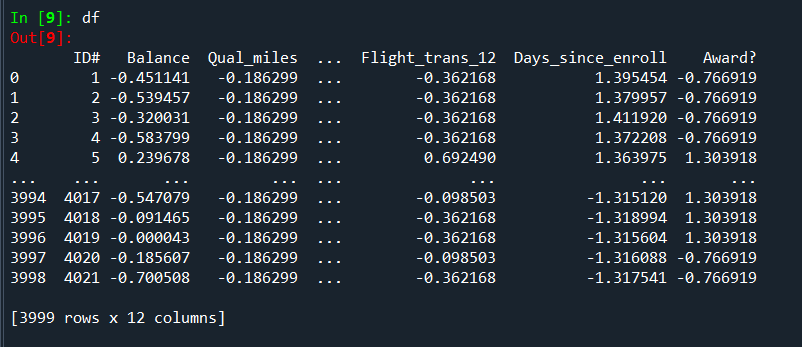 In [9]: df
Out[9]:
       ID#   Balance  Qual_miles  ...  Flight_trans_12  Days_since_enroll    Award?
0        1 -0.451141   -0.186299  ...        -0.362168           1.395454 -0.766919
1        2 -0.539457   -0.186299  ...        -0.362168           1.379957 -0.766919
2        3 -0.320031   -0.186299  ...        -0.362168           1.411920 -0.766919
3        4 -0.583799   -0.186299  ...        -0.362168           1.372208 -0.766919
4        5  0.239678   -0.186299  ...         0.692490           1.363975  1.303918
...    ...       ...         ...  ...              ...                ...       ...
3994  4017 -0.547079   -0.186299  ...        -0.098503          -1.315120  1.303918
3995  4018 -0.091465   -0.186299  ...        -0.362168          -1.318994  1.303918
3996  4019 -0.000043   -0.186299  ...        -0.362168          -1.315604  1.303918
3997  4020 -0.185607   -0.186299  ...        -0.098503          -1.316088 -0.766919
3998  4021 -0.700508   -0.186299  ...        -0.362168          -1.317541 -0.766919
[3999 rows x 12 columns]